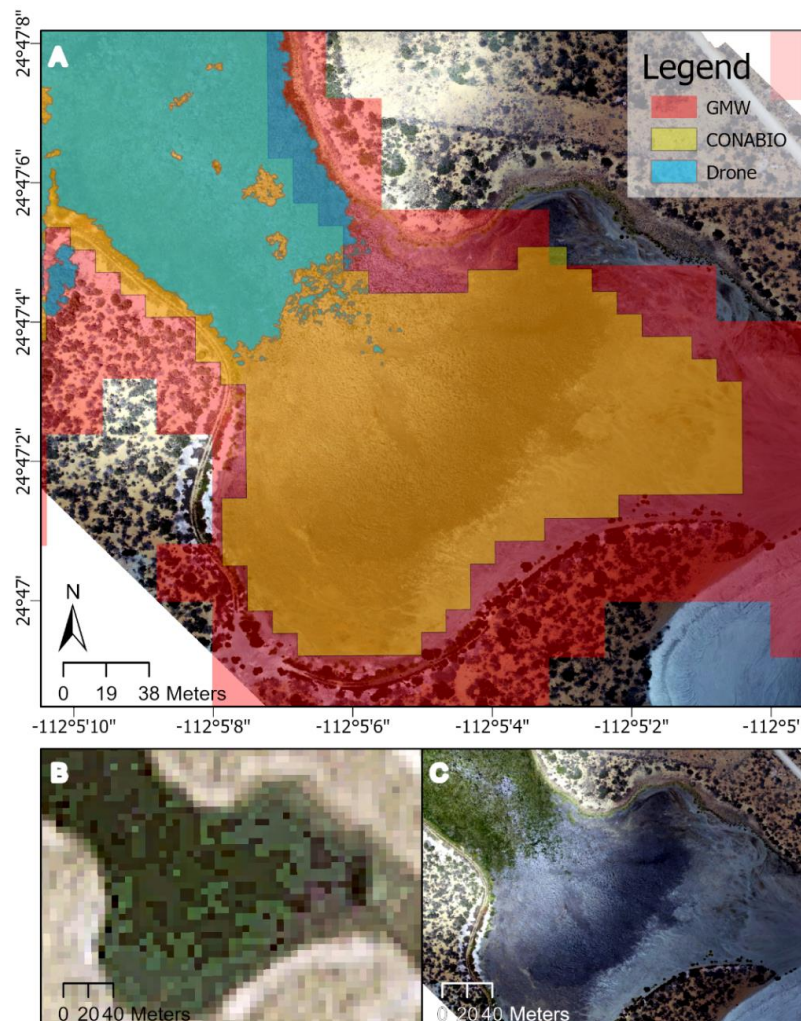 24°47'8"
A
Legend
GMW
CONABIO
Drone
24°47'6"
24°47'4"
24°47'2"
24°47'
N
0 19 38 Meters
-112°5'10"
-112°5'8"
-112°5'6"
-112°5'4"
-112°5'2"
-112°5'
B
0 20 40 Meters
C
0 20 40 Meters